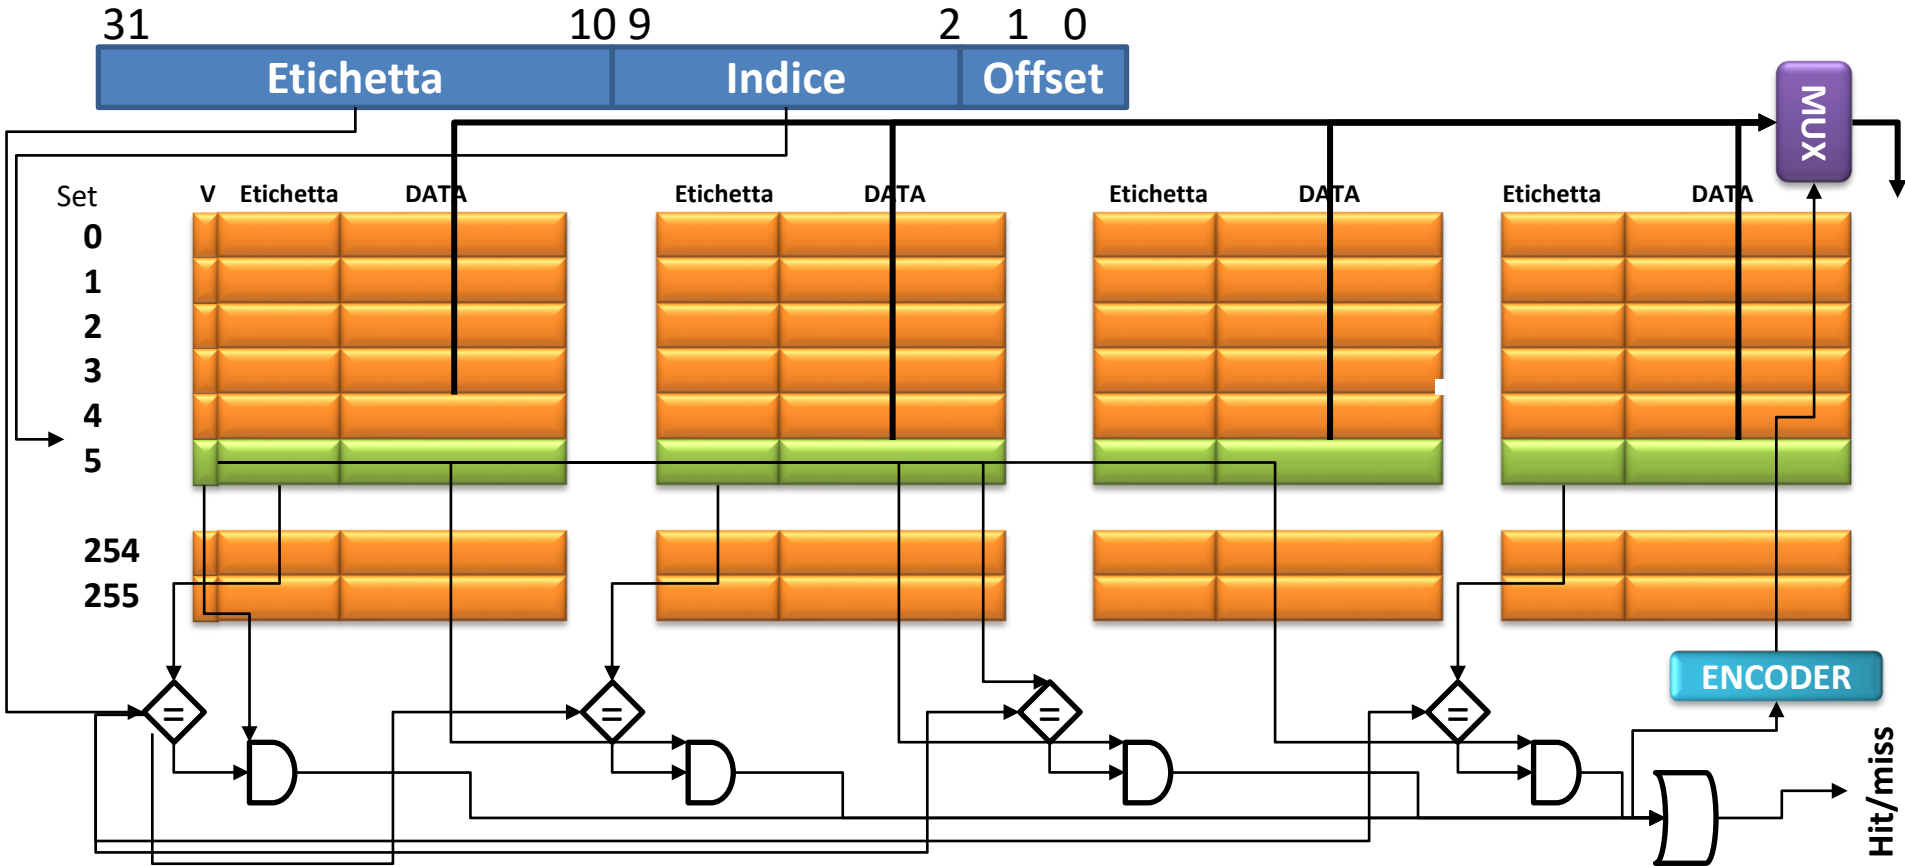 31 10 9 2 1 0
Etichetta Indice Offset
MUX
Set V Etichetta DATA Etichetta DATA Etichetta DATA Etichetta DATA
0
1
2
3
4
5
254
255
ENCODER
= = = =
Hit/miss